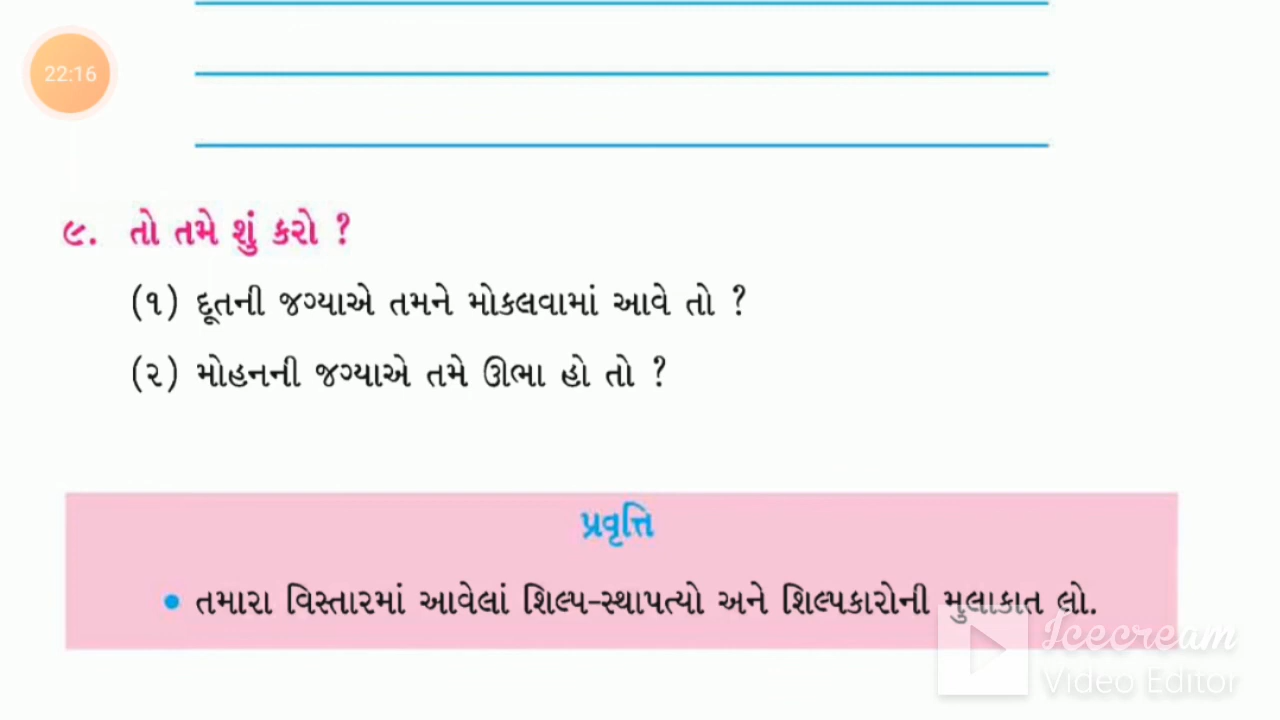 22:16
૯. તો તમે શું કરો ?
(૧) દૂતની જગ્યાએ તમને મોકલવામાં આવે તો ?
(૨) મોહનની જગ્યાએ તમે ઊભા હો તો ?
પ્રવૃત્તિ
• તમારા વિસ્તારમાં આવેલાં શિલ્પ-સ્થાપત્યો અને શિલ્પકારોની મુલાકાત લો.
Icecream
Video Editor